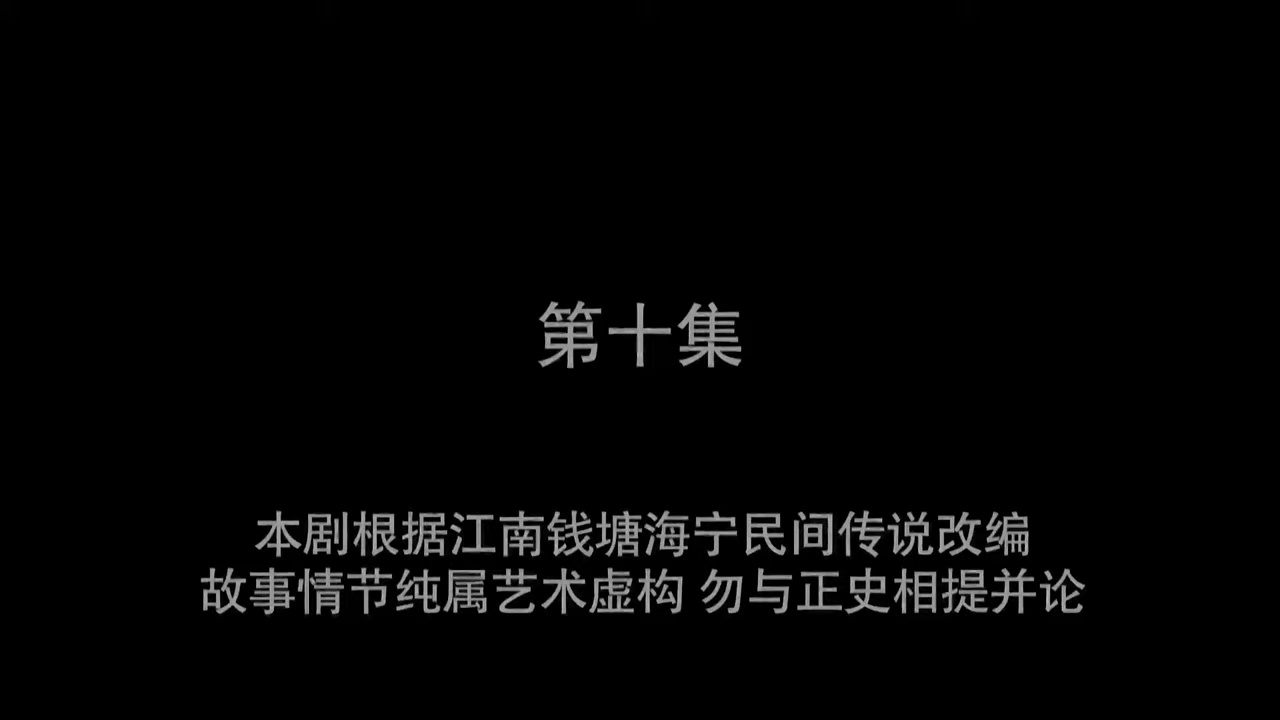 第十集
本剧根据江南钱塘海宁民间传说改编
故事情节纯属艺术虚构 勿与正史相提并论